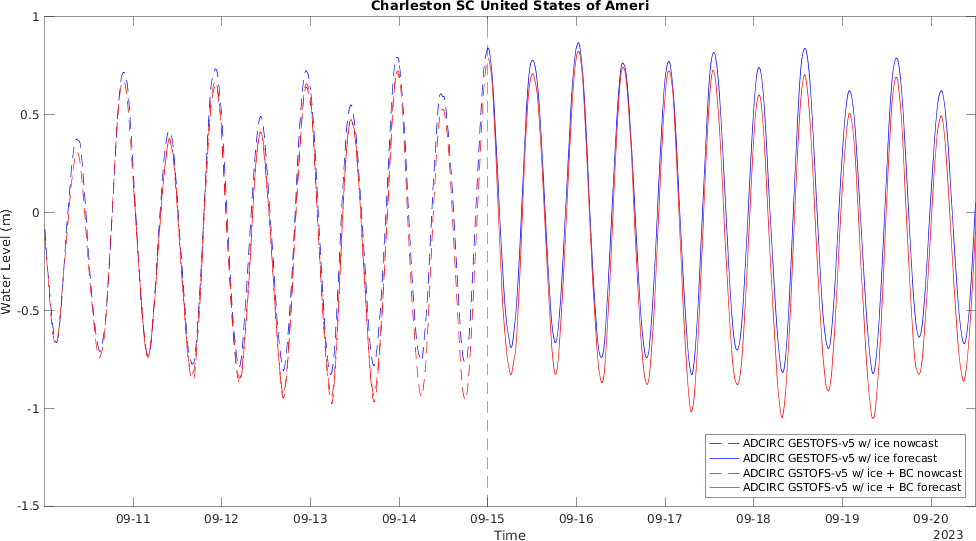 Charleston SC United States of Ameri
1
0.5
0
-0.5
-1
-1.5
Water Level (m)
ADCIRC GESTOFS-v5 w/ ice nowcast
ADCIRC GESTOFS-v5 w/ ice forecast
ADCIRC GSTOFS-v5 w/ ice + BC nowcast
ADCIRC GSTOFS-v5 w/ ice + BC forecast
09-11 09-12 09-13 09-14 09-15 09-16 09-17 09-18 09-19 09-20
Time
2023